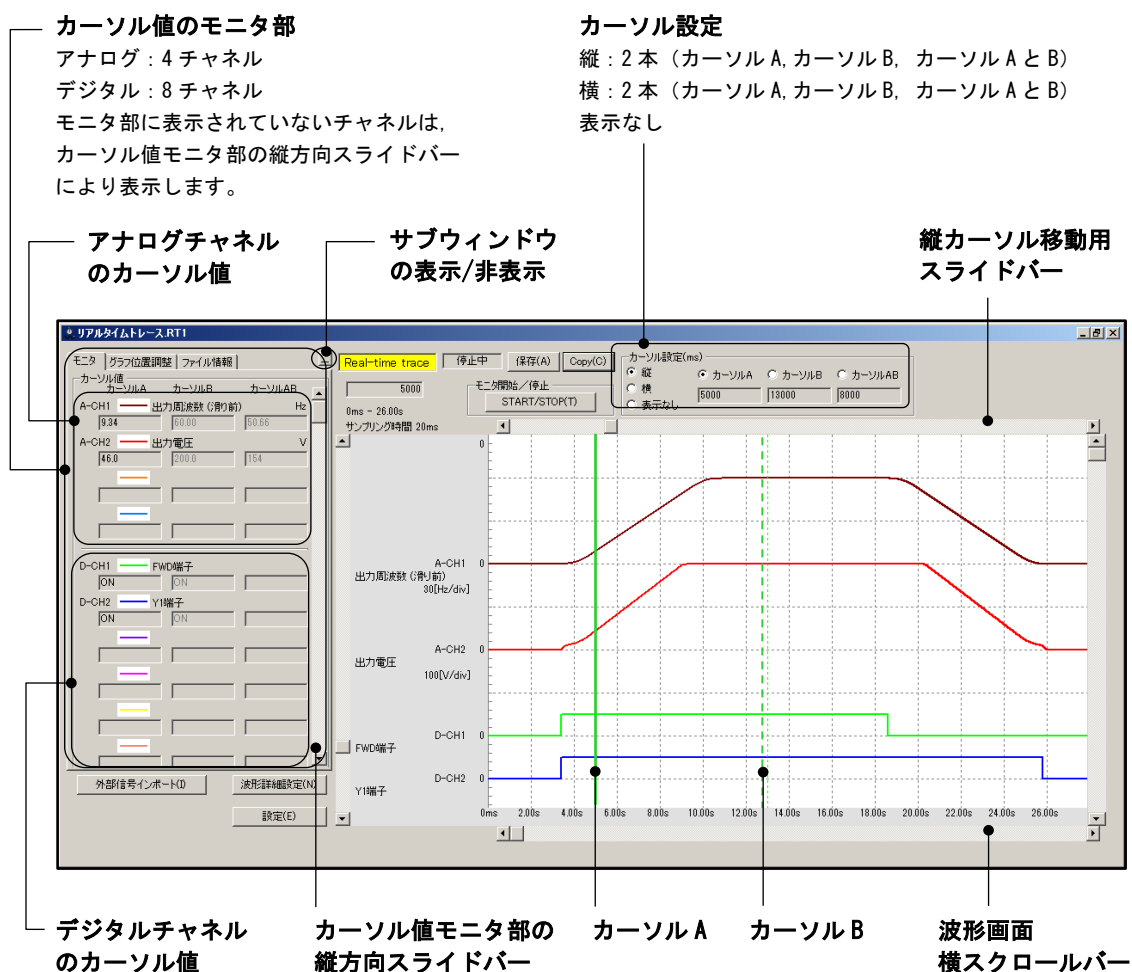 カーソル値のモニタ部
アナログ：4 チャネル
デジタル：8 チャネル
モニタ部に表示されていないチャネルは,
カーソル値モニタ部の縦方向スライドバー
により表示します。
カーソル設定
縦：2 本（カーソル A, カーソル B, カーソル A と B）
横：2 本（カーソル A, カーソル B, カーソル A と B）
表示なし
アナログチャネル
のカーソル値
サブウィンドウ
の表示/非表示
縦カーソル移動用
スライドバー
リアルタイムトレース.RT1
モニタ グラフ位置調整 ファイル情報
Real-time trace 停止中 保存(A) Copy(C)
カーソル設定(ms)
縦 カーソルA カーソルB カーソルAB
横 5000 13000 8000
表示なし
5000
モニタ開始／停止
START/STOP(T)
0ms - 26.00s
サンプリング時間 20ms
カーソル値
カーソルA カーソルB カーソルAB
A-CH1 出力周波数 (滑り前) Hz
9.34 60.00 50.66
A-CH2 出力電圧 V
46.0 200.0 154
D-CH1 FWD端子
ON ON
D-CH2 Y1端子
ON ON
外部信号インポート(I) 波形詳細設定(N)
設定(E)
0
A-CH1 0
出力周波数 (滑り前)
30[Hz/div]
A-CH2 0
出力電圧
100[V/div]
D-CH1 0
FWD端子
D-CH2 0
Y1端子
0ms 2.00s 4.00s 6.00s 8.00s 10.00s 12.00s 14.00s 16.00s 18.00s 20.00s 22.00s 24.00s 26.00s
デジタルチャネル
のカーソル値
カーソル値モニタ部の
縦方向スライドバー
カーソル A
カーソル B
波形画面
横スクロールバー